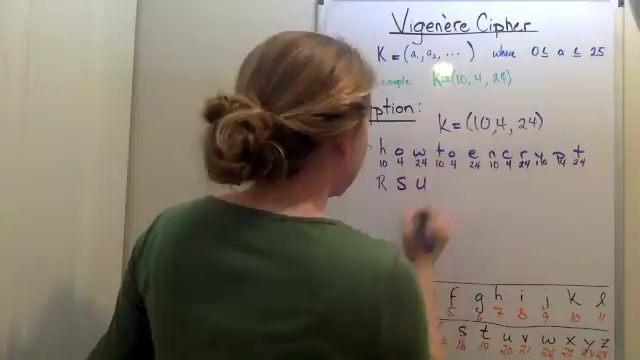 Vigenère Cipher
K = (a₁, a₂, ...) where 0 ≤ a ≤ 25
K=(10, 4, 24)
K = (10, 4, 24)
h o w t o e n c r y p t
10 4 24 10 4 24 10 4 24 10 4 24
R S U
f g h i j k l
5 6 7 8 9 10 11
s t u v w x y z
18 19 20 21 22 23 24 25